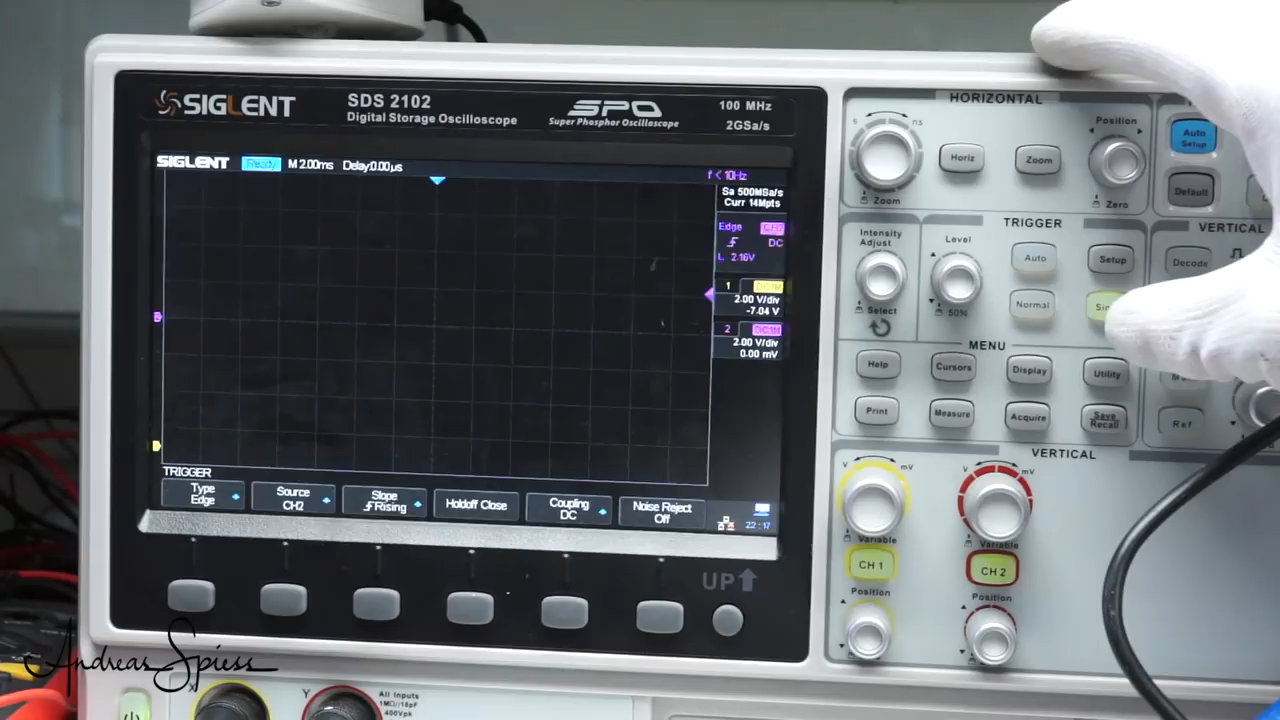 SIGLENT
SDS 2102
Digital Storage Oscilloscope
SPO
Super Phosphor Oscilloscope
100 MHz
2GSa/s
SIGLENT Ready M 2.00ms Delay:0.00µs
f < 10Hz
Sa 500MSa/s
Curr 14Mpts
Edge CH2
DC
L 2.16V
1 DC1M
2.00 V/div
-7.04 V
2 DC1M
2.00 V/div
0.00 mV
TRIGGER
Type
Edge
Source
CH2
Slope
Rising
Holdoff Close
Coupling
DC
Noise Reject
Off
22:17
UP
HORIZONTAL
s ns
Zoom
Horiz
Zoom
Position
Zero
Auto
Setup
Default
TRIGGER
Intensity
Adjust
Select
Level
50%
Auto
Setup
Normal
VERTICAL
Decode
MENU
Help
Cursors
Display
Utility
Print
Measure
Acquire
Save
Recall
Ref
VERTICAL
V mV
Variable
CH 1
Position
V mV
Variable
CH 2
Position
X
Y
All Inputs
400Vpk
Andreas Spiess